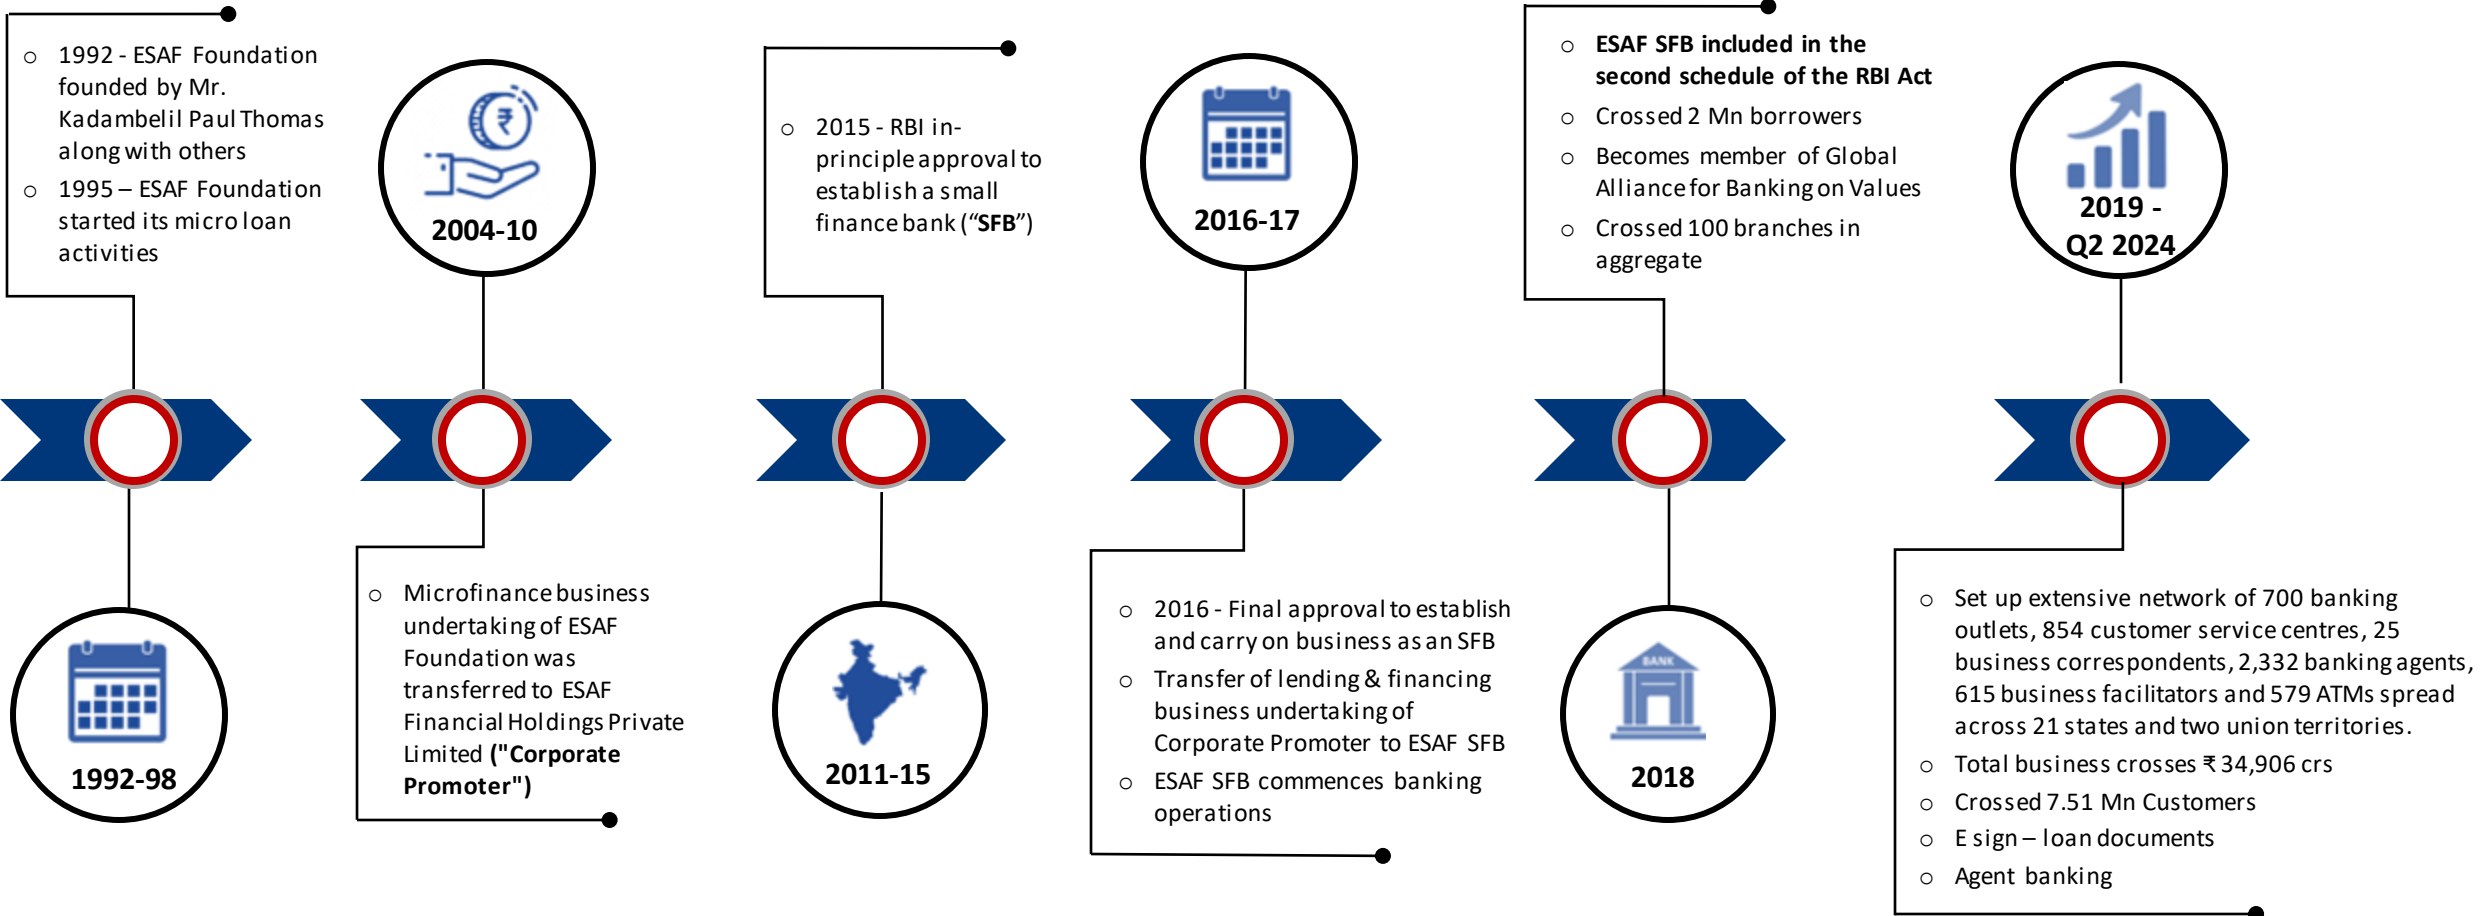 ○ 1992 - ESAF Foundation
founded by Mr.
Kadambelil Paul Thomas
along with others
○ 1995 – ESAF Foundation
started its micro loan
activities
1992-98
2004-10
○ Microfinance business
undertaking of ESAF
Foundation was
transferred to ESAF
Financial Holdings Private
Limited ("Corporate
Promoter")
○ 2015 - RBI in-
principle approval to
establish a small
finance bank (“SFB”)
2011-15
2016-17
○ 2016 - Final approval to establish
and carry on business as an SFB
○ Transfer of lending & financing
business undertaking of
Corporate Promoter to ESAF SFB
○ ESAF SFB commences banking
operations
○ ESAF SFB included in the
second schedule of the RBI Act
○ Crossed 2 Mn borrowers
○ Becomes member of Global
Alliance for Banking on Values
○ Crossed 100 branches in
aggregate
BANK
2018
2019 -
Q2 2024
○ Set up extensive network of 700 banking
outlets, 854 customer service centres, 25
business correspondents, 2,332 banking agents,
615 business facilitators and 579 ATMs spread
across 21 states and two union territories.
○ Total business crosses ₹ 34,906 crs
○ Crossed 7.51 Mn Customers
○ E sign – loan documents
○ Agent banking